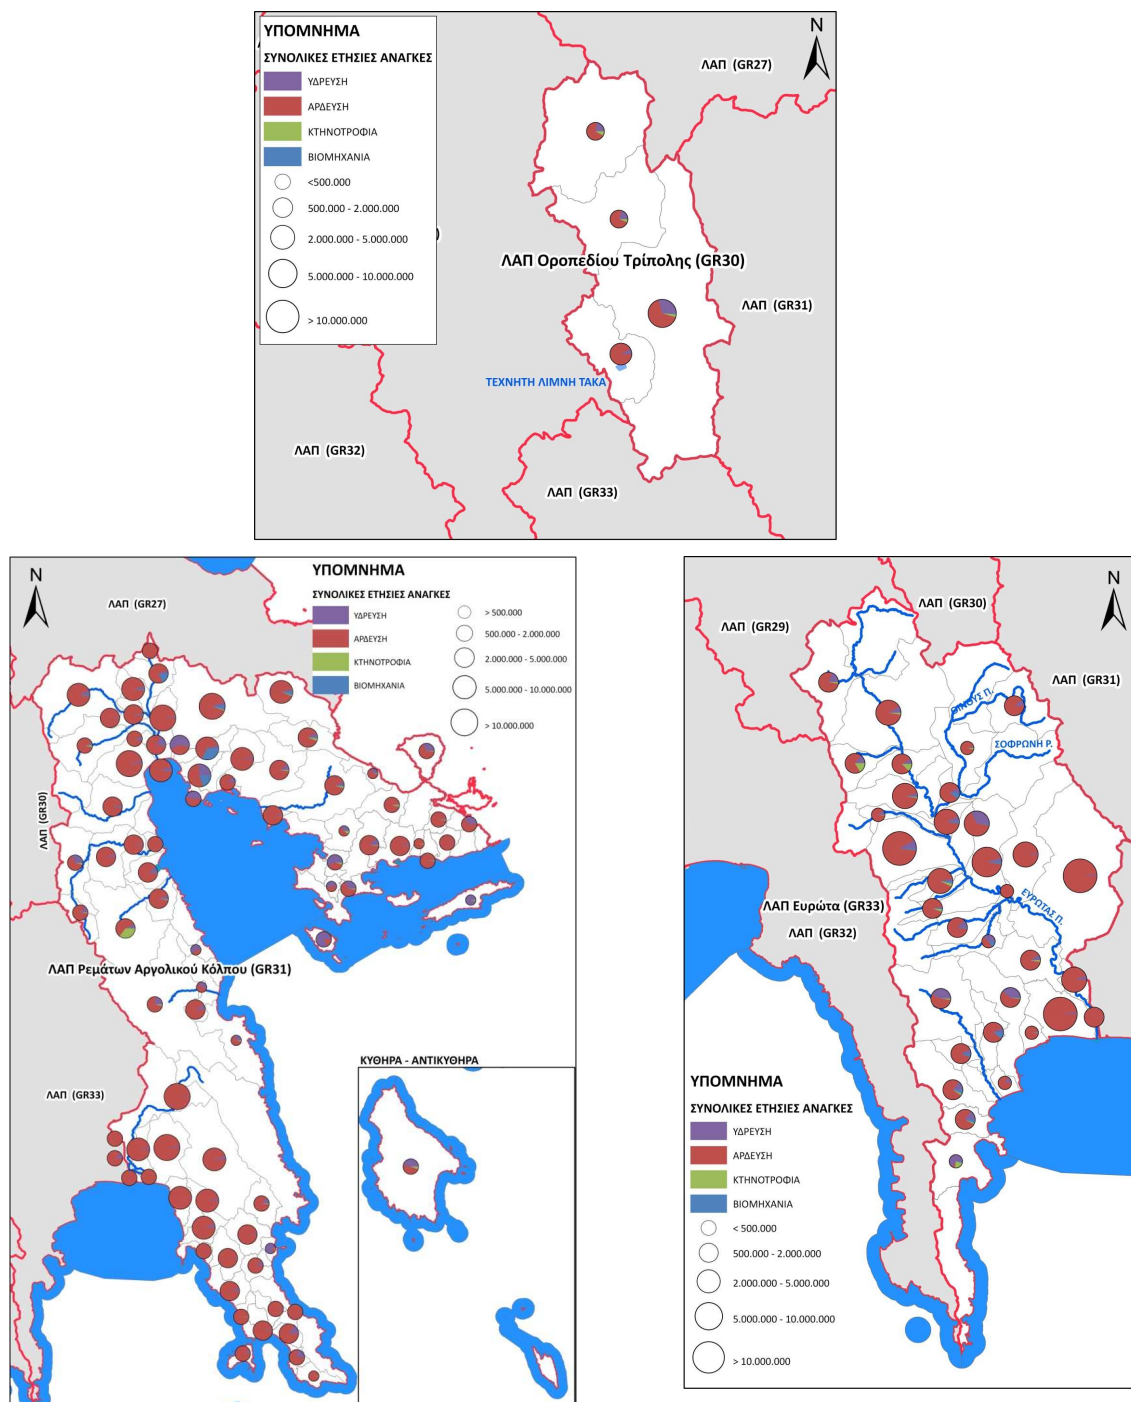 ΥΠΟΜΝΗΜΑ
ΣΥΝΟΛΙΚΕΣ ΕΤΗΣΙΕΣ ΑΝΑΓΚΕΣ
ΥΔΡΕΥΣΗ
ΑΡΔΕΥΣΗ
ΚΤΗΝΟΤΡΟΦΙΑ
ΒΙΟΜΗΧΑΝΙΑ
<500.000
500.000 - 2.000.000
2.000.000 - 5.000.000
5.000.000 - 10.000.000
> 10.000.000
N
ΛΑΠ (GR27)
ΛΑΠ Οροπεδίου Τρίπολης (GR30)
ΛΑΠ (GR31)
ΤΕΧΝΗΤΗ ΛΙΜΝΗ ΤΑΚΑ
ΛΑΠ (GR32)
ΛΑΠ (GR33)
N
ΛΑΠ (GR27)
ΥΠΟΜΝΗΜΑ
ΣΥΝΟΛΙΚΕΣ ΕΤΗΣΙΕΣ ΑΝΑΓΚΕΣ
ΥΔΡΕΥΣΗ
ΑΡΔΕΥΣΗ
ΚΤΗΝΟΤΡΟΦΙΑ
ΒΙΟΜΗΧΑΝΙΑ
> 500.000
500.000 - 2.000.000
2.000.000 - 5.000.000
5.000.000 - 10.000.000
> 10.000.000
ΛΑΠ (GR30)
ΛΑΠ Ρεμάτων Αργολικού Κόλπου (GR31)
ΛΑΠ (GR33)
ΚΥΘΗΡΑ - ΑΝΤΙΚΥΘΗΡΑ
N
ΛΑΠ (GR30)
ΛΑΠ (GR29)
ΛΑΠ (GR31)
ΟΙΝΟΥΣ Π.
ΣΟΦΡΩΝΗ Ρ.
ΛΑΠ Ευρώτα (GR33)
ΕΥΡΩΤΑΣ Π.
ΛΑΠ (GR32)
ΥΠΟΜΝΗΜΑ
ΣΥΝΟΛΙΚΕΣ ΕΤΗΣΙΕΣ ΑΝΑΓΚΕΣ
ΥΔΡΕΥΣΗ
ΑΡΔΕΥΣΗ
ΚΤΗΝΟΤΡΟΦΙΑ
ΒΙΟΜΗΧΑΝΙΑ
< 500.000
500.000 - 2.000.000
2.000.000 - 5.000.000
5.000.000 - 10.000.000
> 10.000.000